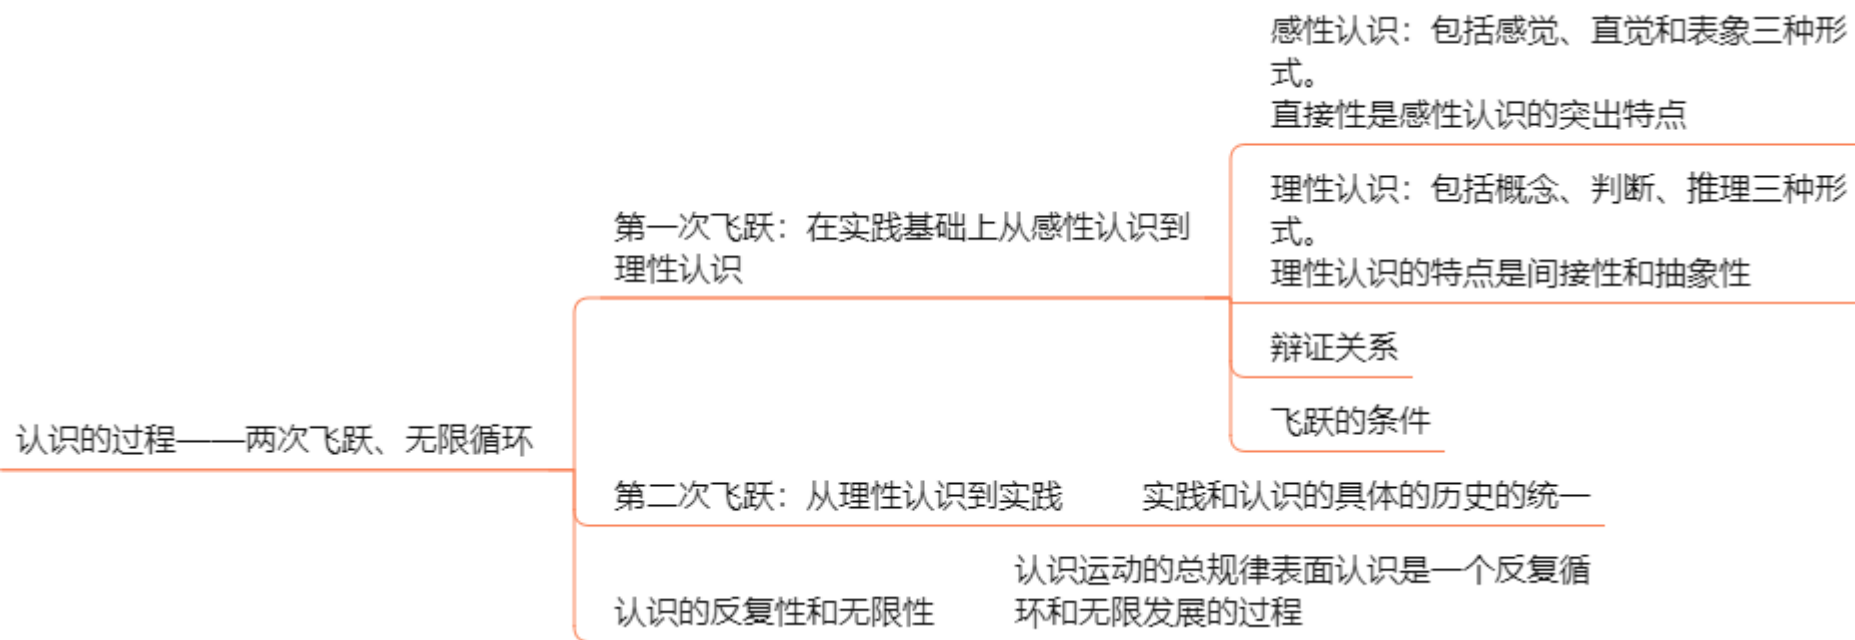 认识的过程——两次飞跃、无限循环
第一次飞跃：在实践基础上从感性认识到
理性认识
感性认识：包括感觉、直觉和表象三种形
式。
直接性是感性认识的突出特点
理性认识：包括概念、判断、推理三种形
式。
理性认识的特点是间接性和抽象性
辩证关系
飞跃的条件
第二次飞跃：从理性认识到实践
实践和认识的具体的历史的统一
认识的反复性和无限性
认识运动的总规律表面认识是一个反复循
环和无限发展的过程